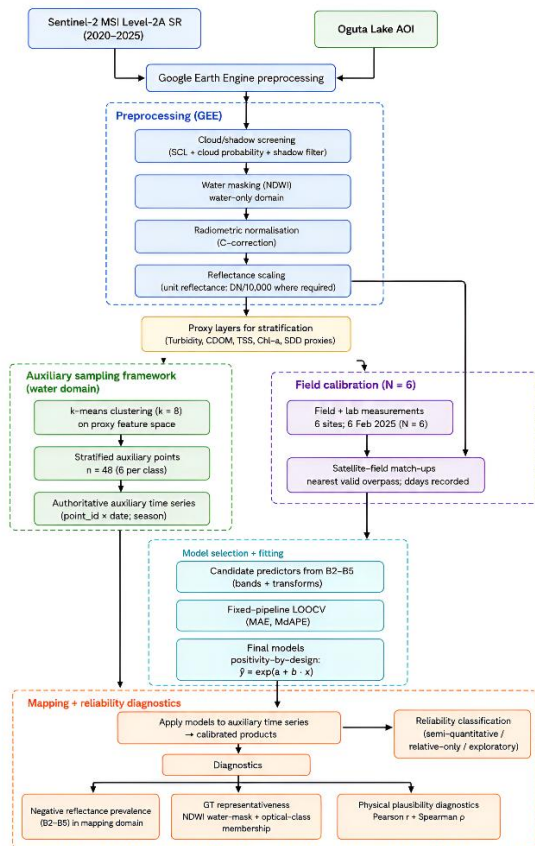 Sentinel-2 MSI Level-2A SR
(2020–2025)
Oguta Lake AOI
Google Earth Engine preprocessing
Preprocessing (GEE)
Cloud/shadow screening
(SCL + cloud probability + shadow filter)
Water masking (NDWI)
water-only domain
Radiometric normalisation
(C-correction)
Reflectance scaling
(unit reflectance: DN/10,000 where required)
Proxy layers for stratification
(Turbidity, CDOM, TSS, Chl-a, SDD proxies)
Auxiliary sampling framework
(water domain)
k-means clustering (k = 8)
on proxy feature space
Stratified auxiliary points
n = 48 (6 per class)
Authoritative auxiliary time series
(point_id × date; season)
Field calibration (N = 6)
Field + lab measurements
6 sites; 6 Feb 2025 (N = 6)
Satellite-field match-ups
nearest valid overpass; ddays recorded
Model selection + fitting
Candidate predictors from B2–B5
(bands + transforms)
Fixed-pipeline LOOCV
(MAE, MdAPE)
Final models
positivity-by-design:
ŷ = exp(a + b · x)
Mapping + reliability diagnostics
Apply models to auxiliary time series
→ calibrated products
Reliability classification
(semi-quantitative /
relative-only / exploratory)
Diagnostics
Negative reflectance prevalence
(B2–B5) in mapping domain
GT representativeness
NDWI water-mask + optical-class
membership
Physical plausibility diagnostics
Pearson r + Spearman ρ